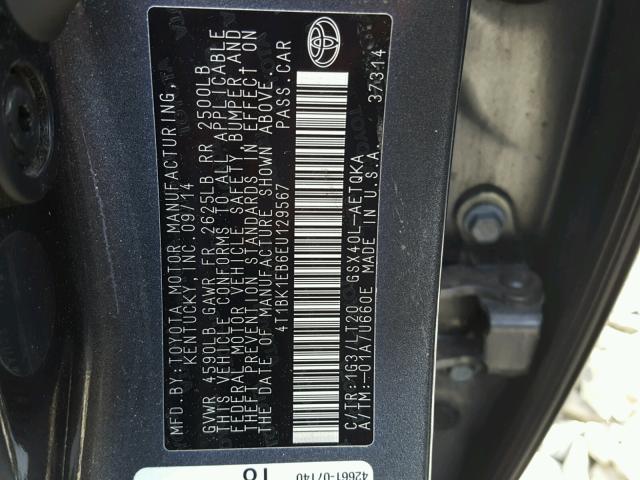 MFD.BY:TOYOTA MOTOR MANUFACTURING,
KENTUCKY,INC. 09/14
GVWR 4590LB GAWR FR 2625LB RR 2500LB
THIS VEHICLE CONFORMS TO ALL APPLICABLE
FEDERAL MOTOR VEHICLE SAFETY BUMPER AND
THEFT PREVENTION STANDARDS IN EFFECT ON
THE DATE OF MANUFACTURE SHOWN ABOVE.
4T1BK1EB6EU129567 PASS.CAR
C/TR:1G3/LT20 GSX40L-AETQKA
A/TM:-01A/U660E MADE IN U.S.A.
37314
42661-07140